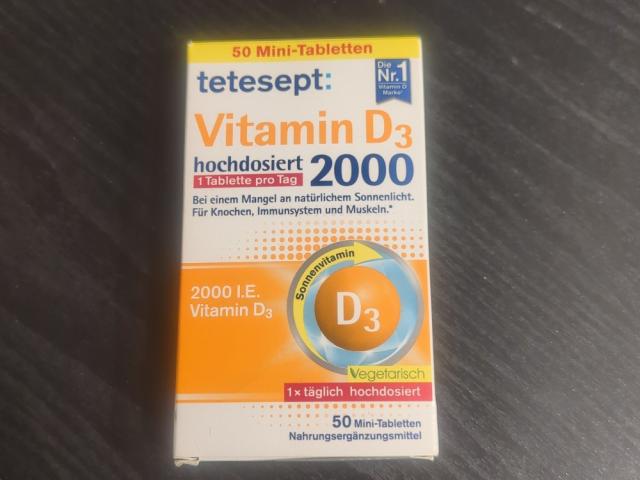 50 Mini-Tabletten
tetesept:
Die
Nr.1
Vitamin D
Marke¹
Vitamin D3
hochdosiert 2000
1 Tablette pro Tag
Bei einem Mangel an natürlichem Sonnenlicht.
Für Knochen, Immunsystem und Muskeln.*
Sonnenvitamin
2000 I.E.
Vitamin D3
D3
Vegetarisch
1x täglich hochdosiert
50 Mini-Tabletten
Nahrungsergänzungsmittel